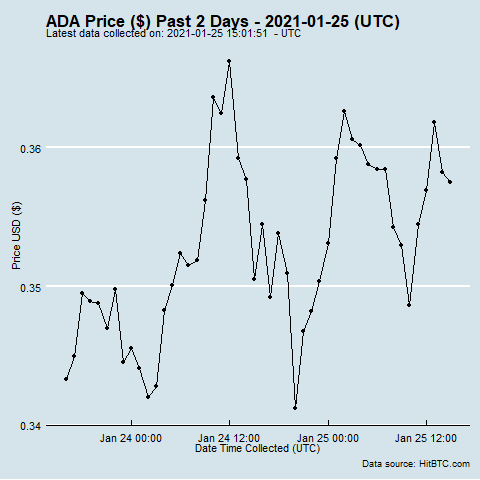 ADA Price ($) Past 2 Days - 2021-01-25 (UTC)
Latest data collected on: 2021-01-25 15:01:51 - UTC
0.36
0.35
0.34
Price USD ($)
Jan 24 00:00 Jan 24 12:00 Jan 25 00:00 Jan 25 12:00
Date Time Collected (UTC)
Data source: HitBTC.com